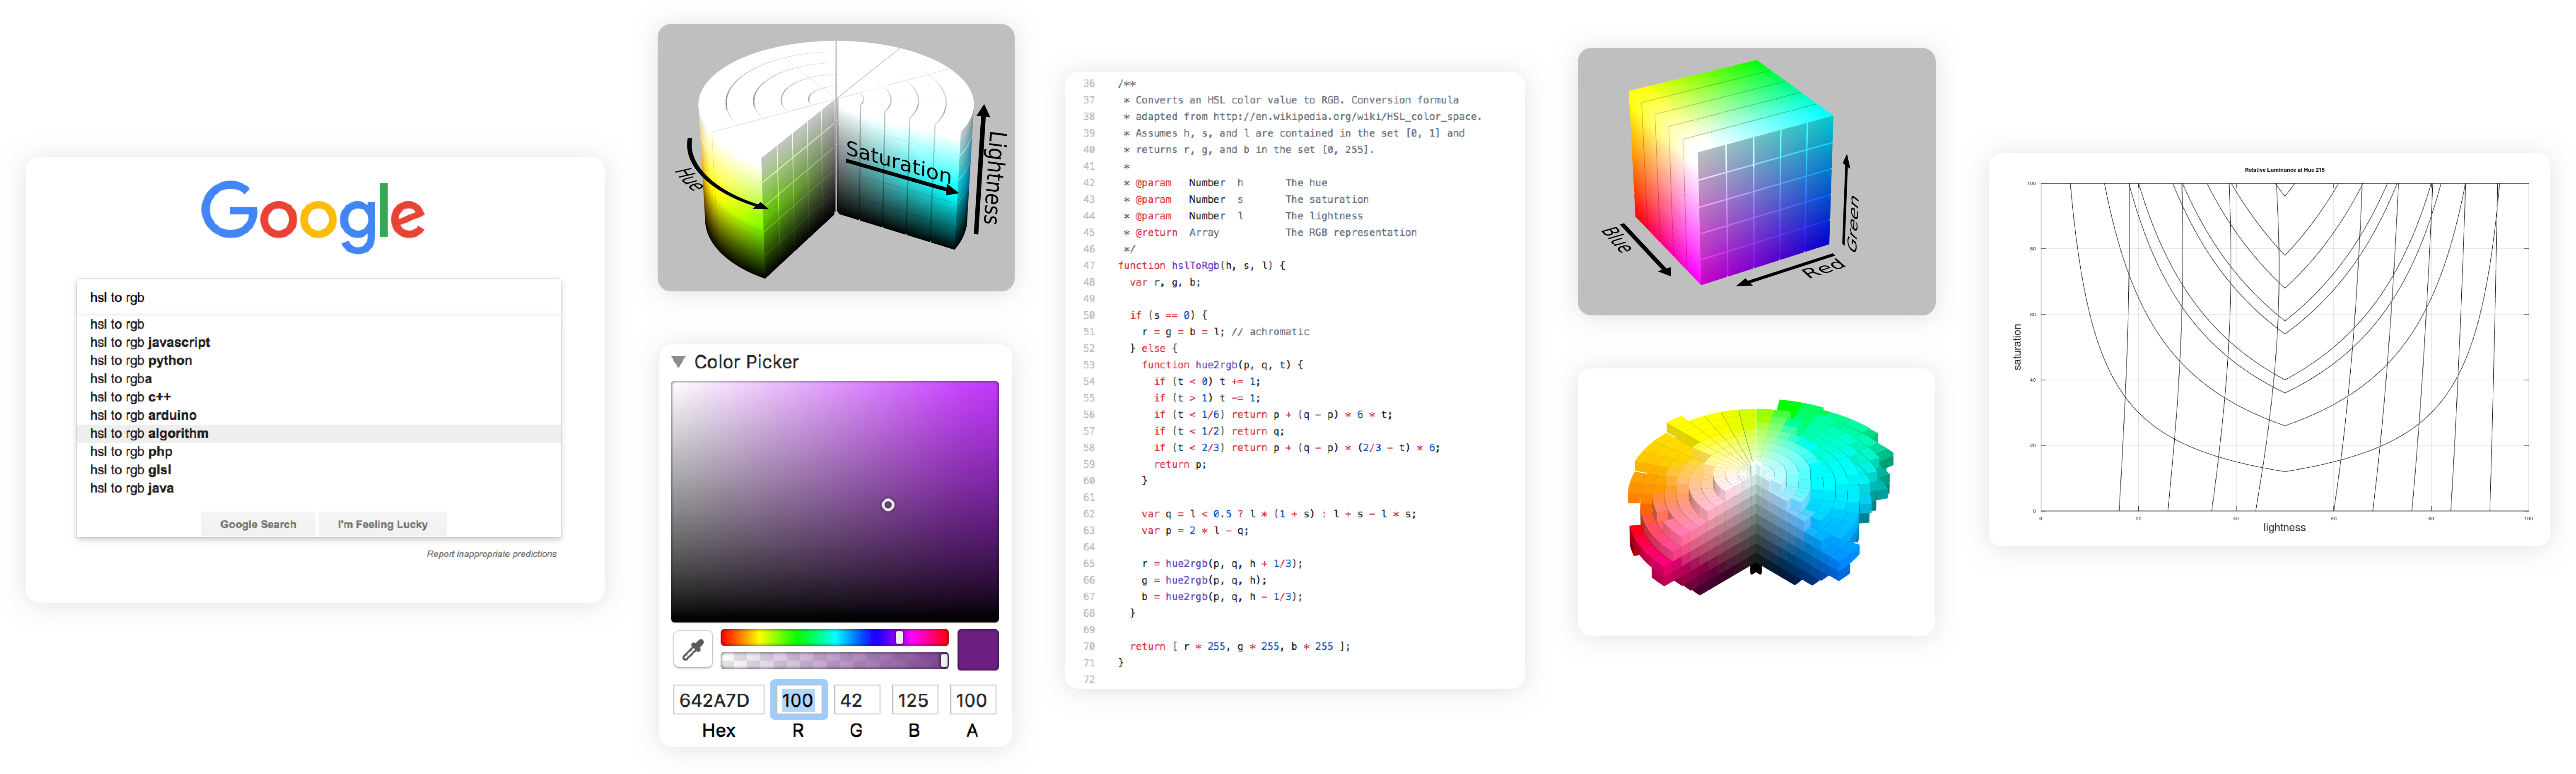 Google
hsl to rgb
hsl to rgb
hsl to rgb javascript
hsl to rgb python
hsl to rgba
hsl to rgb c++
hsl to rgb arduino
hsl to rgb algorithm
hsl to rgb php
hsl to rgb glsl
hsl to rgb java
Google Search I'm Feeling Lucky
Report inappropriate predictions
Hue
Saturation
Lightness
Color Picker
642A7D 100 42 125 100
Hex R G B A
36 /**
37 * Converts an HSL color value to RGB. Conversion formula
38 * adapted from http://en.wikipedia.org/wiki/HSL_color_space.
39 * Assumes h, s, and l are contained in the set [0, 1] and
40 * returns r, g, and b in the set [0, 255].
41 *
42 * @param Number h The hue
43 * @param Number s The saturation
44 * @param Number l The lightness
45 * @return Array The RGB representation
46 */
47 function hslToRgb(h, s, l) {
48 var r, g, b;
49
50 if (s == 0) {
51 r = g = b = l; // achromatic
52 } else {
53 function hue2rgb(p, q, t) {
54 if (t < 0) t += 1;
55 if (t > 1) t -= 1;
56 if (t < 1/6) return p + (q - p) * 6 * t;
57 if (t < 1/2) return q;
58 if (t < 2/3) return p + (q - p) * (2/3 - t) * 6;
59 return p;
60 }
61
62 var q = l < 0.5 ? l * (1 + s) : l + s - l * s;
63 var p = 2 * l - q;
64
65 r = hue2rgb(p, q, h + 1/3);
66 g = hue2rgb(p, q, h);
67 b = hue2rgb(p, q, h - 1/3);
68 }
69
70 return [ r * 255, g * 255, b * 255 ];
71 }
72
Blue
Red
Green
Relative Luminance at Hue 215
saturation
100
80
60
40
20
0
0 20 40 60 80 100
lightness